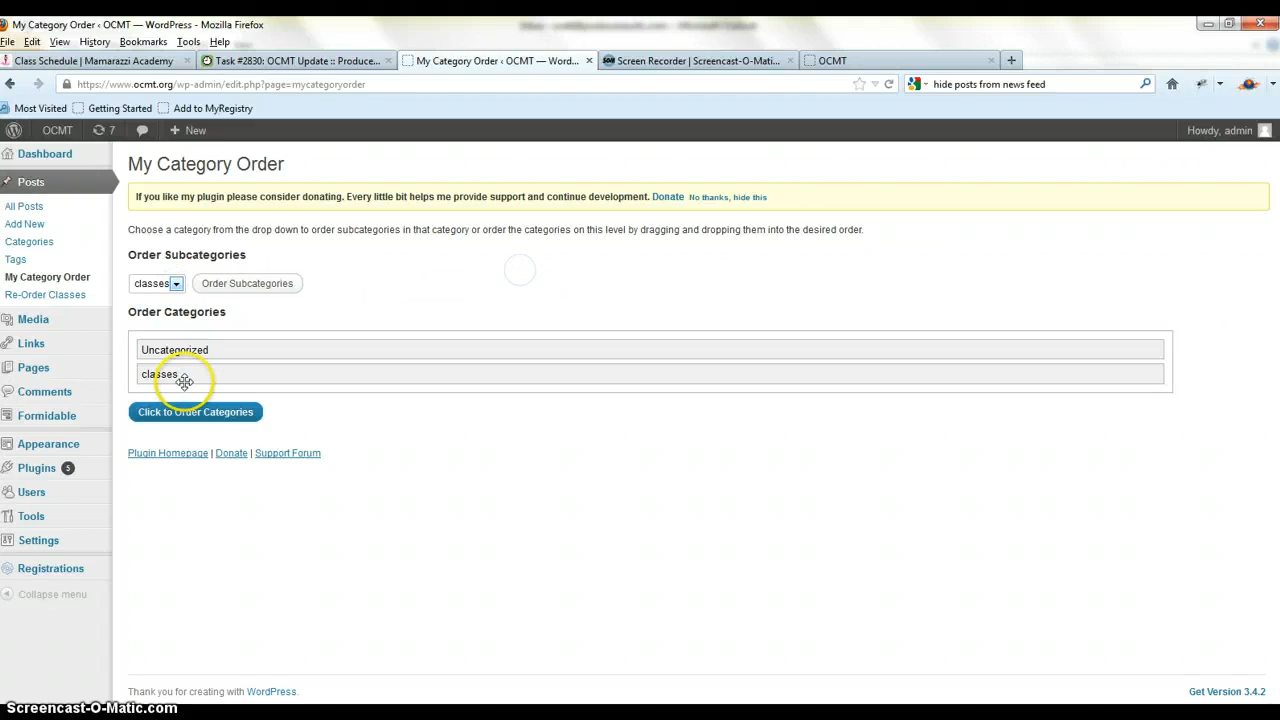 My Category Order ‹ OCMT — WordPress - Mozilla Firefox
File Edit View History Bookmarks Tools Help
Class Schedule | Mamarazzi Academy × Task #2830: OCMT Update :: Produce... × My Category Order ‹ OCMT — Word... × Screen Recorder | Screencast-O-Mati... × OCMT ×
https://www.ocmt.org/wp-admin/edit.php?page=mycategoryorder hide posts from news feed
Most Visited Getting Started Add to MyRegistry
OCMT 7 New Howdy, admin
Dashboard
Posts
All Posts
Add New
Categories
Tags
My Category Order
Re-Order Classes
Media
Links
Pages
Comments
Formidable
Appearance
Plugins 5
Users
Tools
Settings
Registrations
Collapse menu
My Category Order
If you like my plugin please consider donating. Every little bit helps me provide support and continue development. Donate No thanks, hide this
Choose a category from the drop down to order subcategories in that category or order the categories on this level by dragging and dropping them into the desired order.
Order Subcategories
classes Order Subcategories
Order Categories
Uncategorized
classes
Click to Order Categories
Plugin Homepage | Donate | Support Forum
Thank you for creating with WordPress. Get Version 3.4.2
Screencast-O-Matic.com